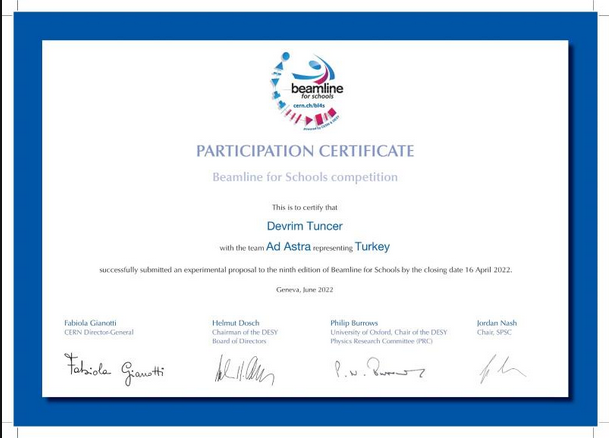 beamline
for schools
cern.ch/bl4s
PARTICIPATION CERTIFICATE
Beamline for Schools competition
This is to certify that
Devrim Tuncer
with the team Ad Astra representing Turkey
successfully submitted an experimental proposal to the ninth edition of Beamline for Schools by the closing date 16 April 2022.
Geneva, June 2022
Fabiola Gianotti
CERN Director-General
Fabiola Gianotti
Helmut Dosch
Chairman of the DESY
Board of Directors
Philip Burrows
University of Oxford, Chair of the DESY
Physics Research Committee (PRC)
P. N. Burrows
Jordan Nash
Chair, SPSC